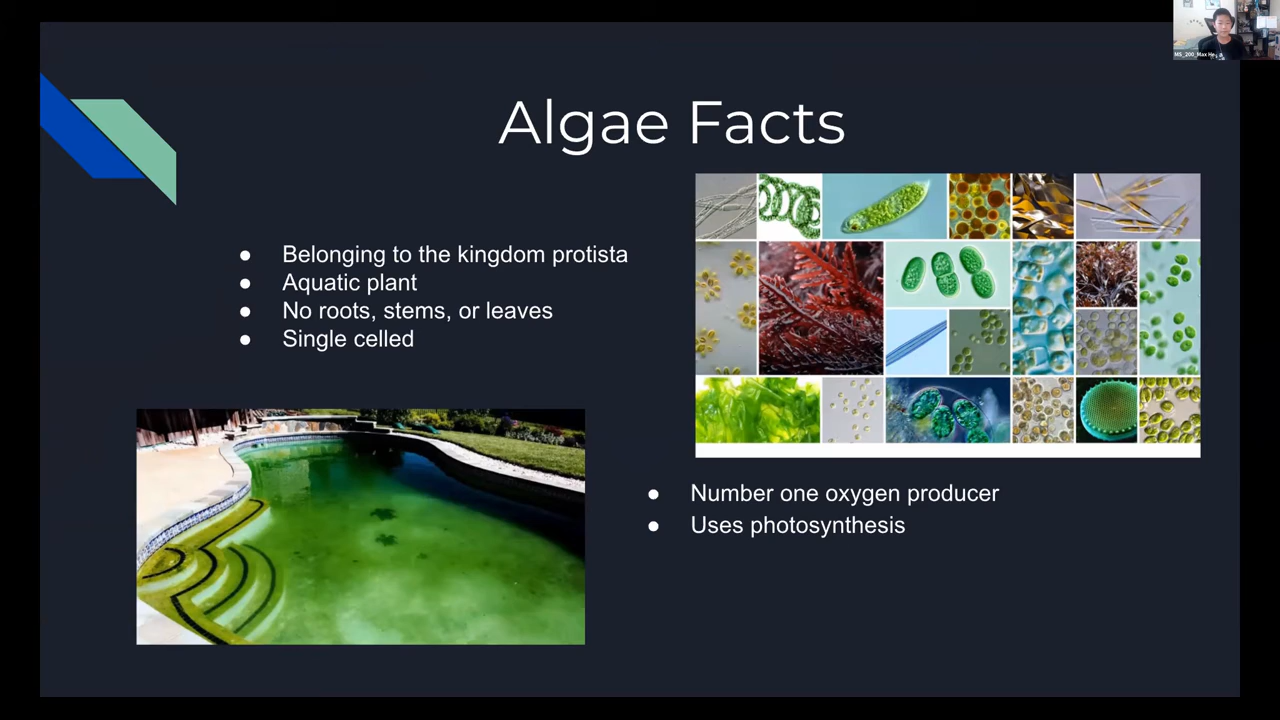 Algae Facts
Belonging to the kingdom protista
Aquatic plant
No roots, stems, or leaves
Single celled
Number one oxygen producer
Uses photosynthesis